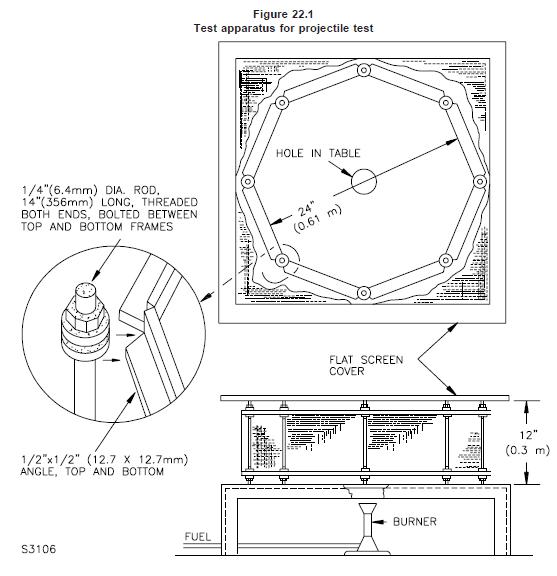 Figure 22.1
Test apparatus for projectile test
HOLE IN TABLE
1/4"(6.4mm) DIA. ROD,
14"(356mm) LONG, THREADED
BOTH ENDS, BOLTED BETWEEN
TOP AND BOTTOM FRAMES
24"
(0.61 m)
FLAT SCREEN
COVER
12"
(0.3 m)
1/2"x1/2" (12.7 X 12.7mm)
ANGLE, TOP AND BOTTOM
BURNER
FUEL
S3106